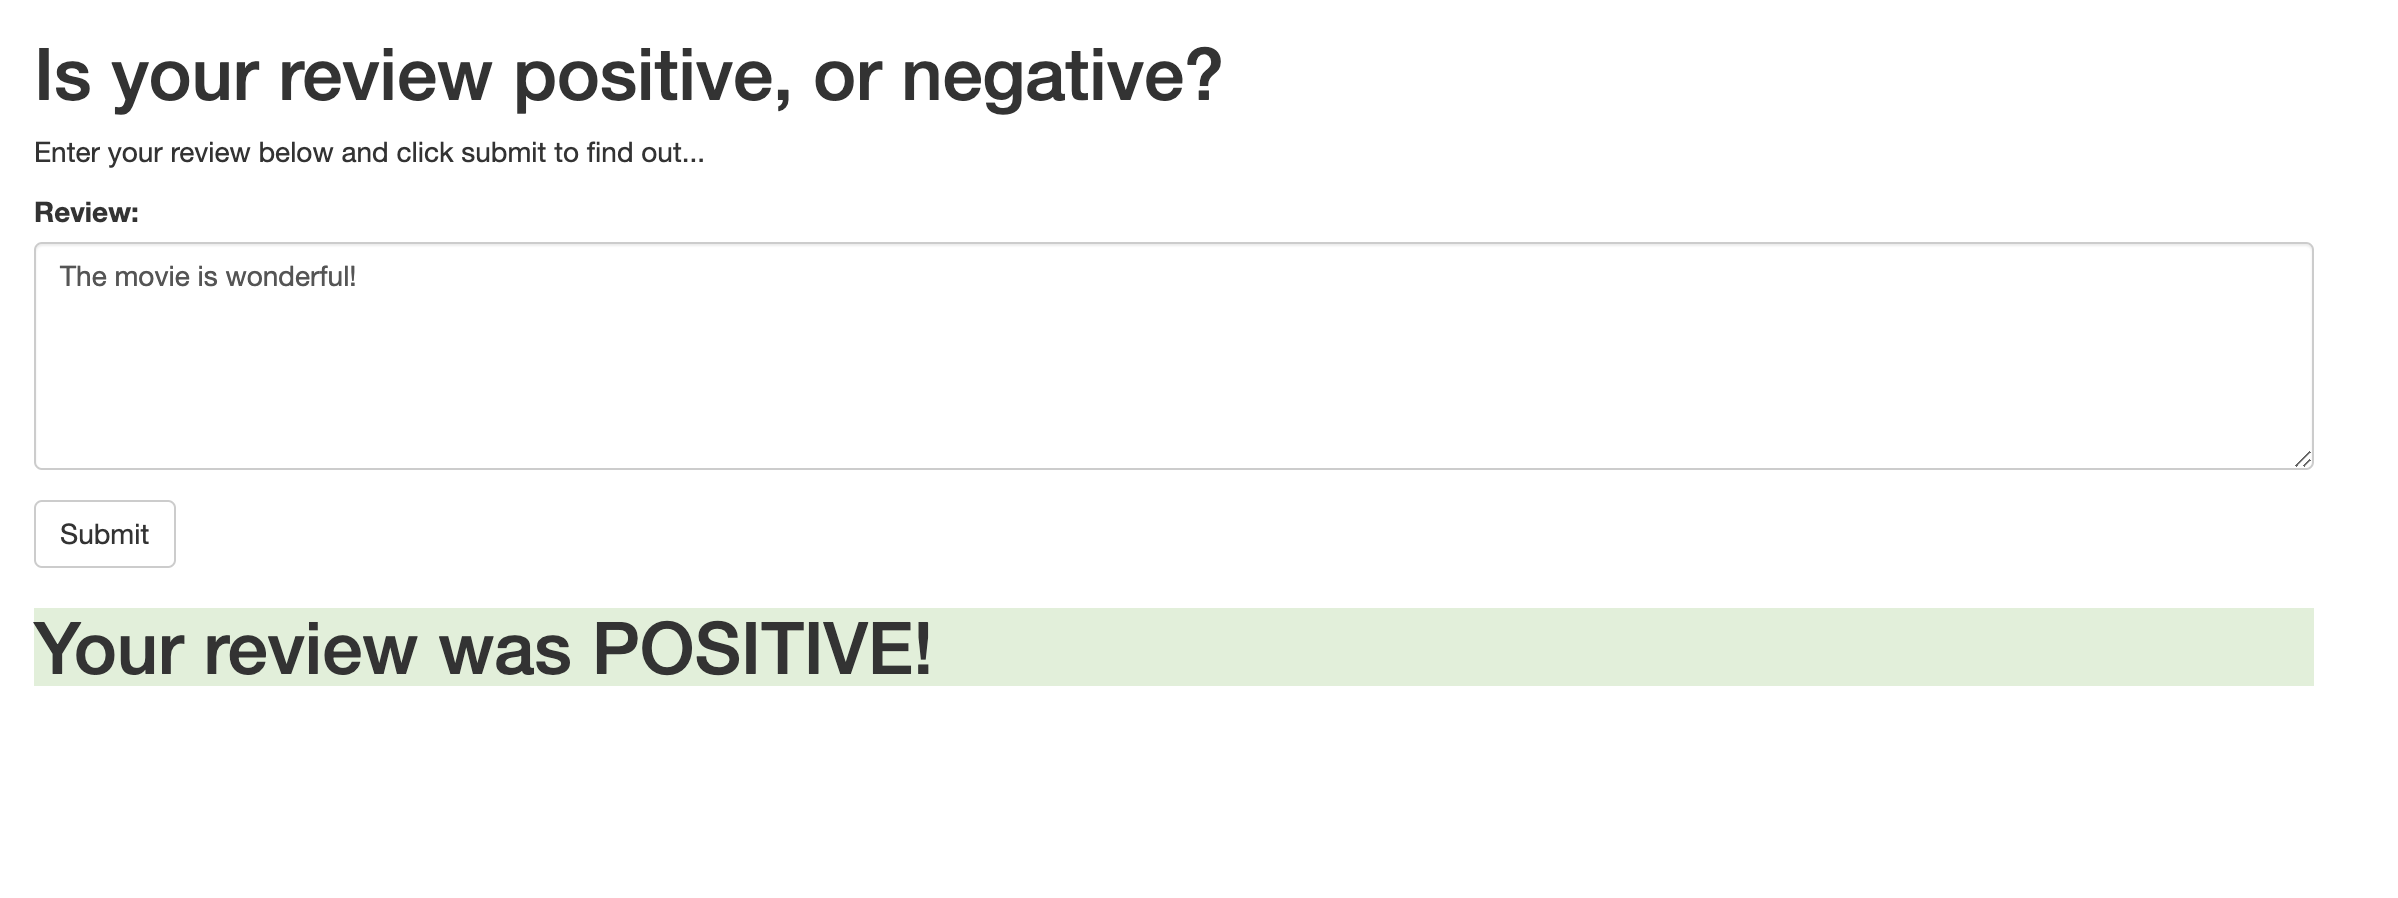 Is your review positive, or negative?
Enter your review below and click submit to find out...
Review:
The movie is wonderful!
Submit
Your review was POSITIVE!